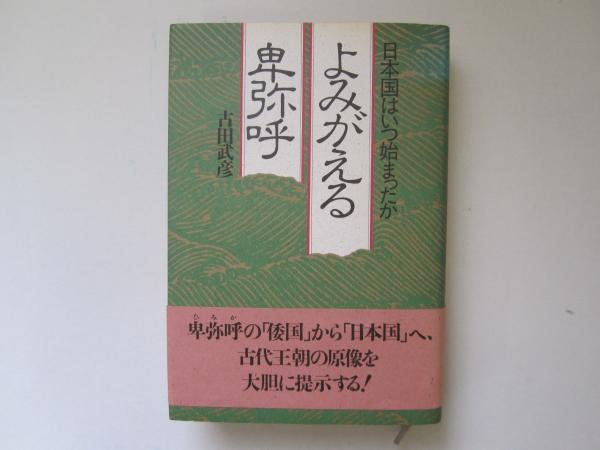 日本国はいつ始まったか
よみがえる
卑弥呼
古田武彦
ひみか
卑弥呼の「倭国」から「日本国」へ、
古代王朝の原像を
大胆に提示する！